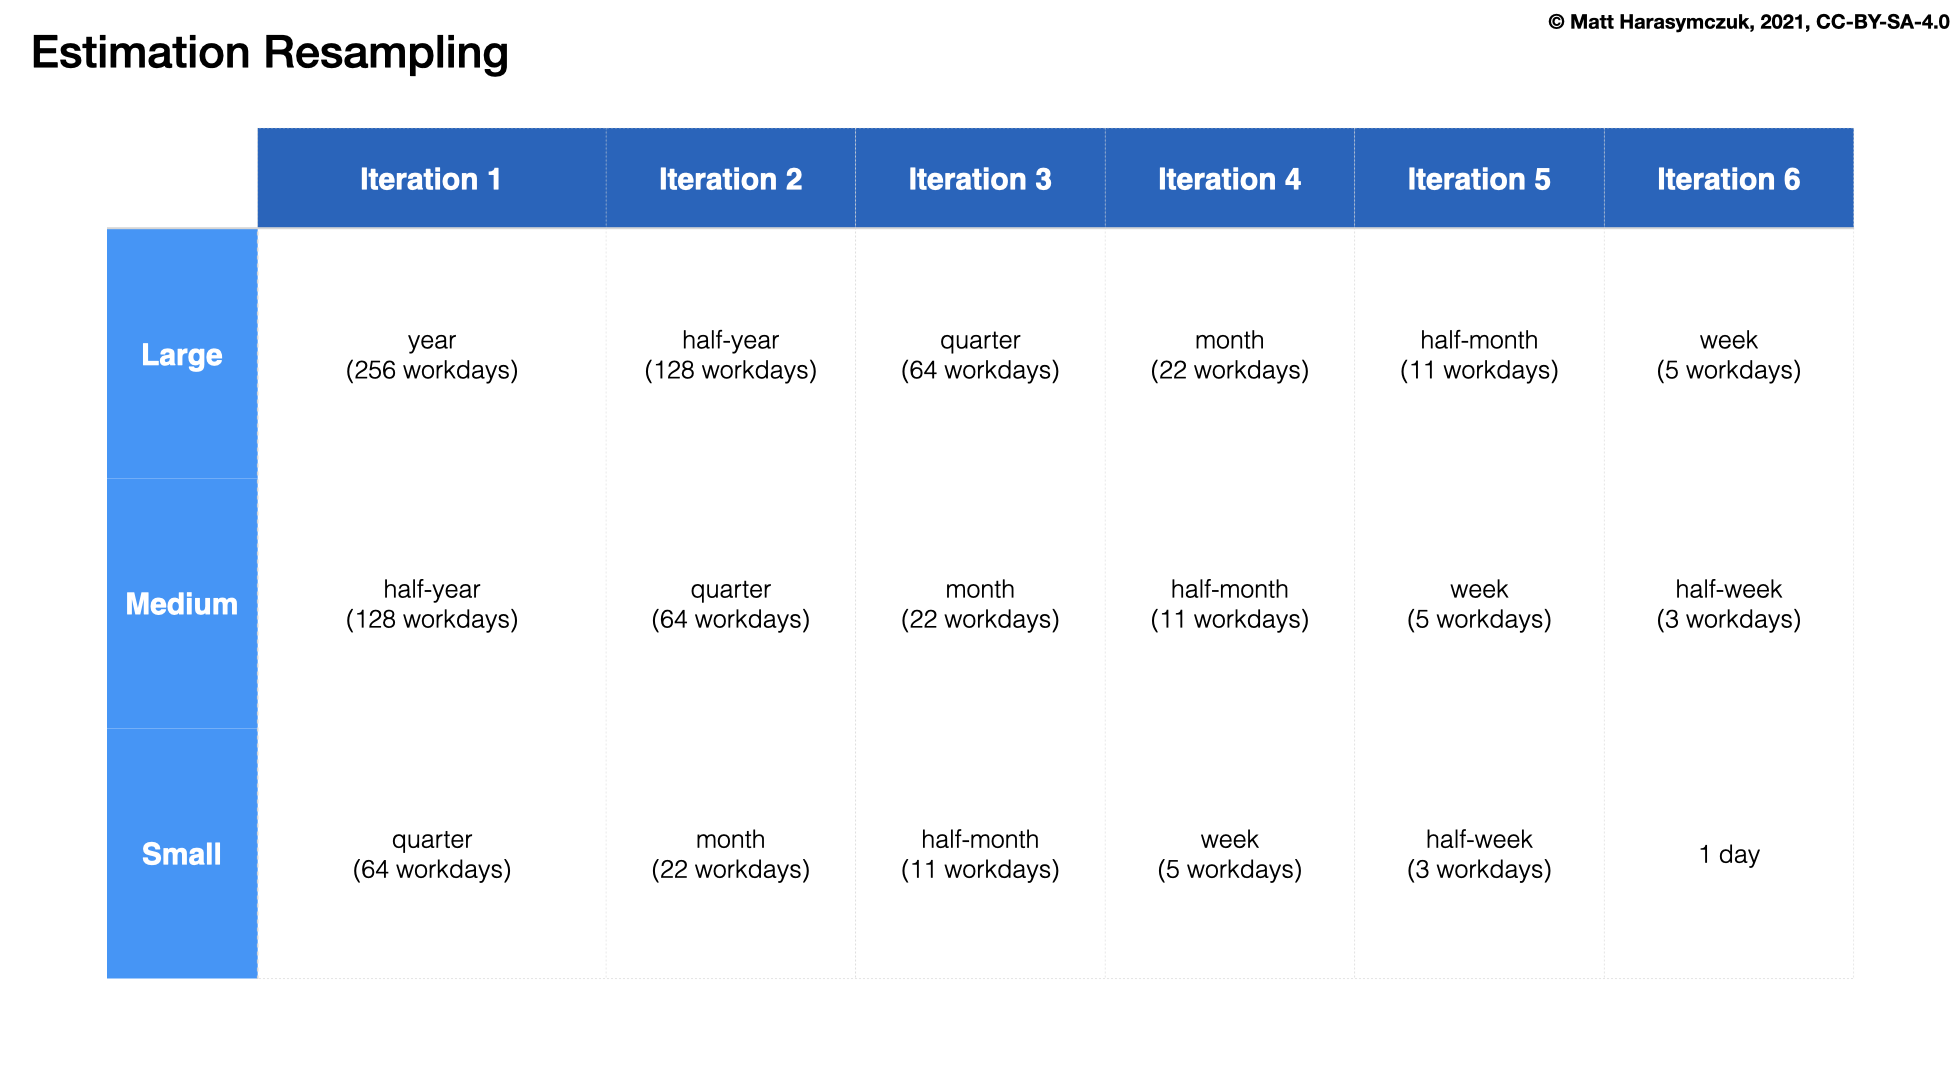 © Matt Harasymczuk, 2021, CC-BY-SA-4.0
Estimation Resampling
Iteration 1 Iteration 2 Iteration 3 Iteration 4 Iteration 5 Iteration 6
Large
year half-year quarter month half-month week
(256 workdays) (128 workdays) (64 workdays) (22 workdays) (11 workdays) (5 workdays)
Medium
half-year quarter month half-month week half-week
(128 workdays) (64 workdays) (22 workdays) (11 workdays) (5 workdays) (3 workdays)
Small
quarter month half-month week half-week 1 day
(64 workdays) (22 workdays) (11 workdays) (5 workdays) (3 workdays)